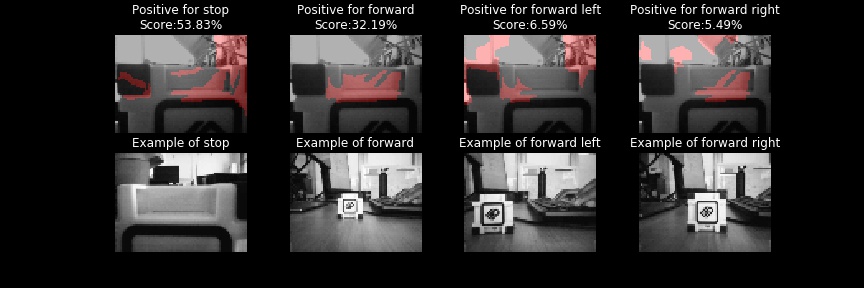 Positive for stop
Score:53.83%
Positive for forward
Score:32.19%
Positive for forward left
Score:6.59%
Positive for forward right
Score:5.49%
Example of stop
Example of forward
Example of forward left
Example of forward right